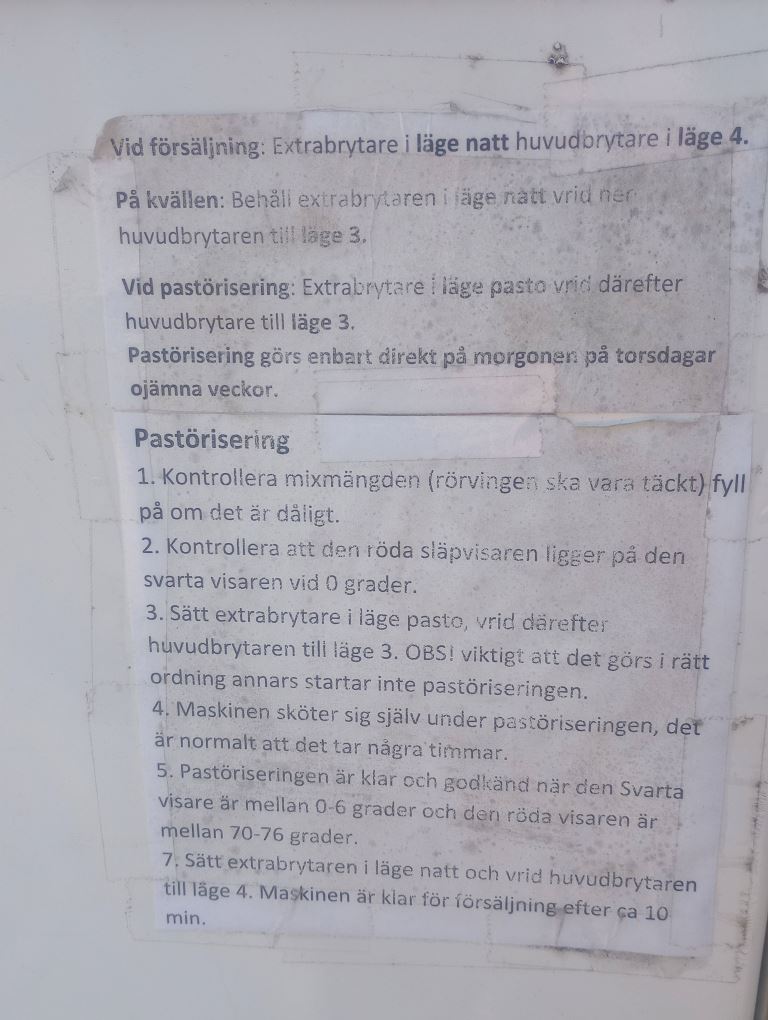 Vid försäljning: Extrabrytare i läge natt huvudbrytare i läge 4.
På kvällen: Behåll extrabrytaren i läge natt vrid ner
huvudbrytaren till läge 3.
Vid pastörisering: Extrabrytare i läge pasto vrid därefter
huvudbrytare till läge 3.
Pastörisering görs enbart direkt på morgonen på torsdagar
ojämna veckor.
Pastörisering
1. Kontrollera mixmängden (rörvingen ska vara täckt) fyll
på om det är dåligt.
2. Kontrollera att den röda släpvisaren ligger på den
svarta visaren vid 0 grader.
3. Sätt extrabrytare i läge pasto, vrid därefter
huvudbrytaren till läge 3. OBS! viktigt att det görs i rätt
ordning annars startar inte pastöriseringen.
4. Maskinen sköter sig själv under pastöriseringen, det
är normalt att det tar några timmar.
5. Pastöriseringen är klar och godkänd när den Svarta
visare är mellan 0-6 grader och den röda visaren är
mellan 70-76 grader.
7. Sätt extrabrytaren i läge natt och vrid huvudbrytaren
till läge 4. Maskinen är klar för försäljning efter ca 10
min.